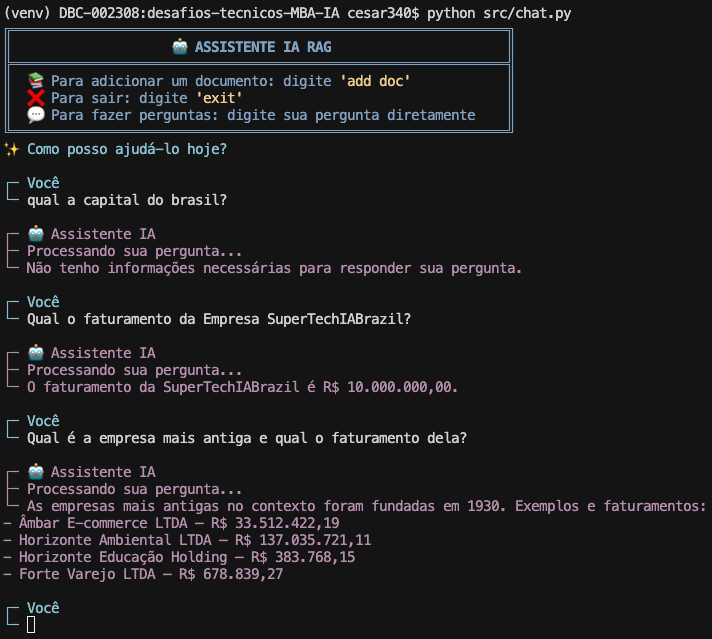 (venv) DBC-002308:desafios-tecnicos-MBA-IA cesar340$ python src/chat.py
🤖 ASSISTENTE IA RAG
📚 Para adicionar um documento: digite 'add doc'
❌ Para sair: digite 'exit'
💬 Para fazer perguntas: digite sua pergunta diretamente
✨ Como posso ajudá-lo hoje?
Você
qual a capital do brasil?
🤖 Assistente IA
Processando sua pergunta...
Não tenho informações necessárias para responder sua pergunta.
Você
Qual o faturamento da Empresa SuperTechIABrazil?
🤖 Assistente IA
Processando sua pergunta...
O faturamento da SuperTechIABrazil é R$ 10.000.000,00.
Você
Qual é a empresa mais antiga e qual o faturamento dela?
🤖 Assistente IA
Processando sua pergunta...
As empresas mais antigas no contexto foram fundadas em 1930. Exemplos e faturamentos:
- Âmbar E-commerce LTDA — R$ 33.512.422,19
- Horizonte Ambiental LTDA — R$ 137.035.721,11
- Horizonte Educação Holding — R$ 383.768,15
- Forte Varejo LTDA — R$ 678.839,27
Você